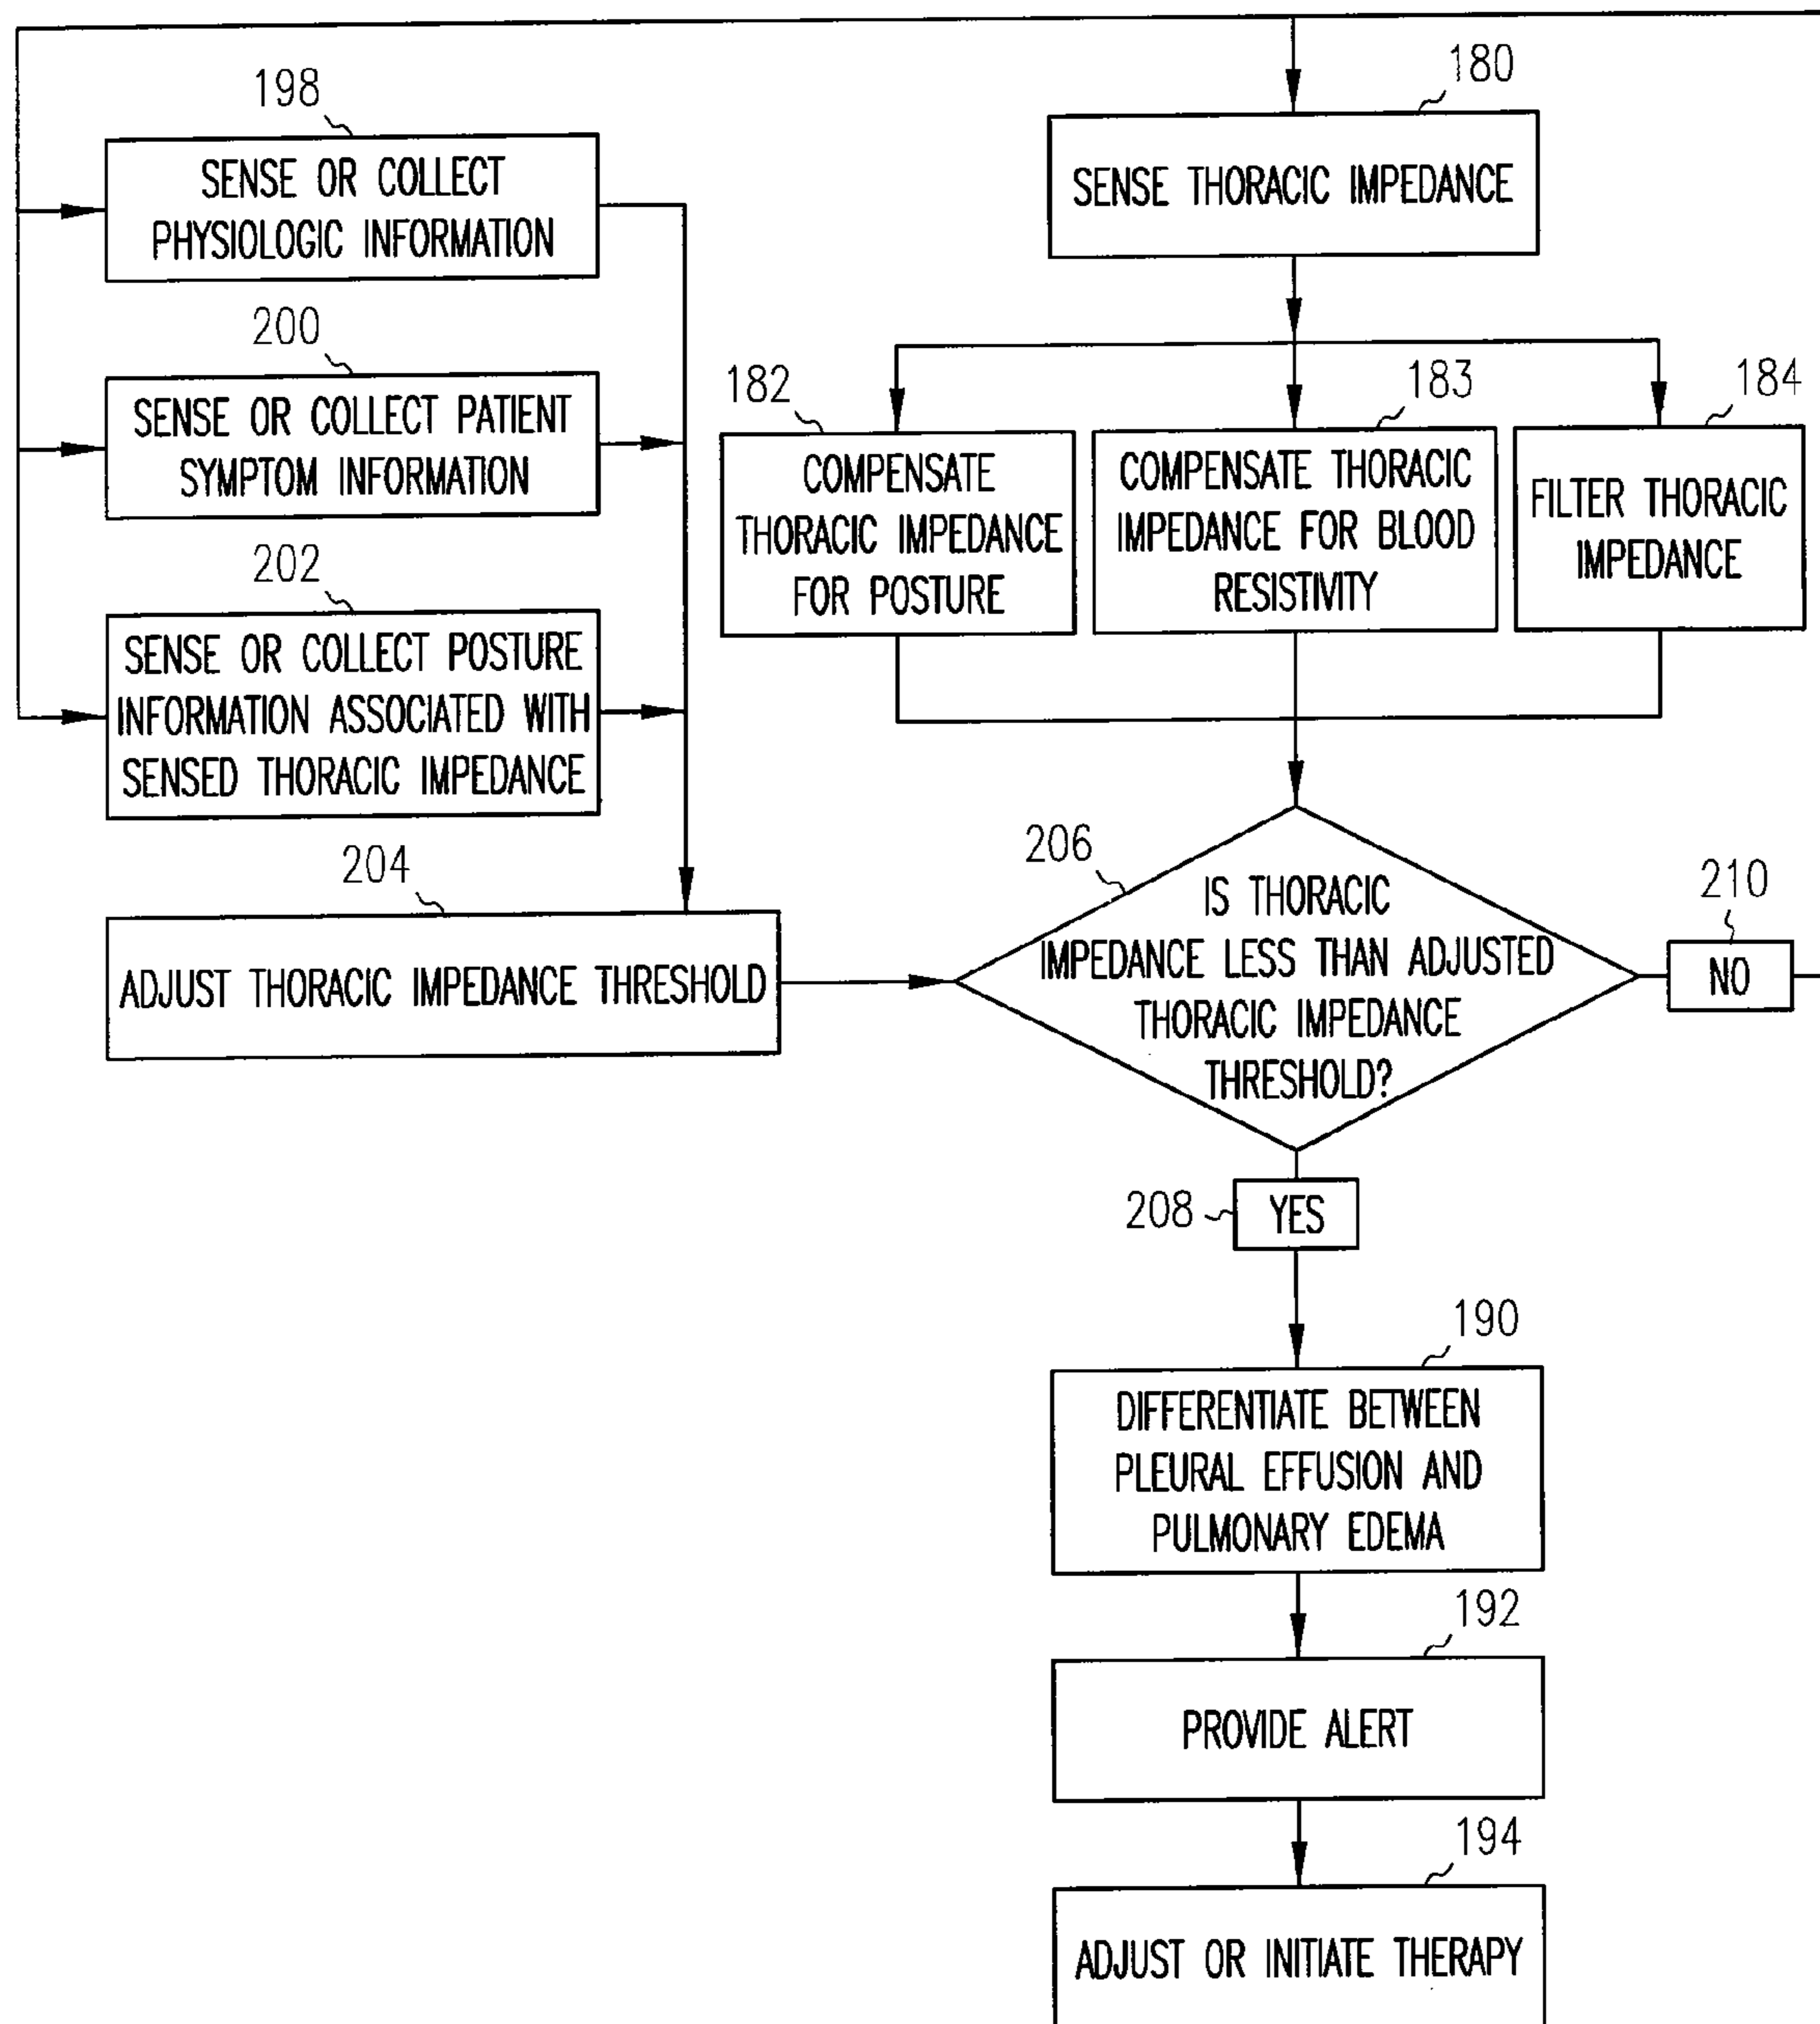 198
SENSE OR COLLECT
PHYSIOLOGIC INFORMATION
200
SENSE OR COLLECT PATIENT
SYMPTOM INFORMATION
202
SENSE OR COLLECT POSTURE
INFORMATION ASSOCIATED WITH
SENSED THORACIC IMPEDANCE
204
ADJUST THORACIC IMPEDANCE THRESHOLD
180
SENSE THORACIC IMPEDANCE
182
COMPENSATE
THORACIC IMPEDANCE
FOR POSTURE
183
COMPENSATE THORACIC
IMPEDANCE FOR BLOOD
RESISTIVITY
184
FILTER THORACIC
IMPEDANCE
206
IS THORACIC
IMPEDANCE LESS THAN ADJUSTED
THORACIC IMPEDANCE
THRESHOLD?
210
NO
208
YES
190
DIFFERENTIATE BETWEEN
PLEURAL EFFUSION AND
PULMONARY EDEMA
192
PROVIDE ALERT
194
ADJUST OR INITIATE THERAPY